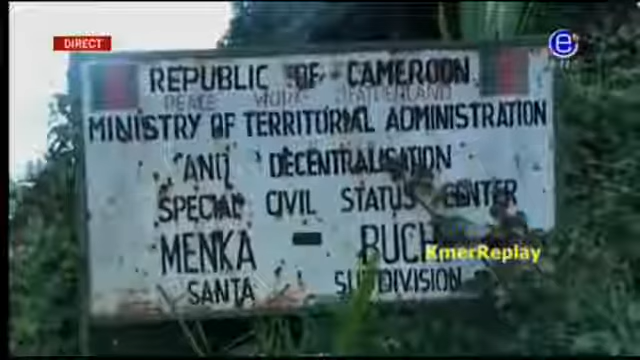 DIRECT
e
REPUBLIC OF CAMEROON
PEACE WORK FATHERLAND
MINISTRY OF TERRITORIAL ADMINISTRATION
AND DECENTRALISATION
SPECIAL CIVIL STATUS CENTER
MENKA -
KmerReplay
SANTA SUBDIVISION